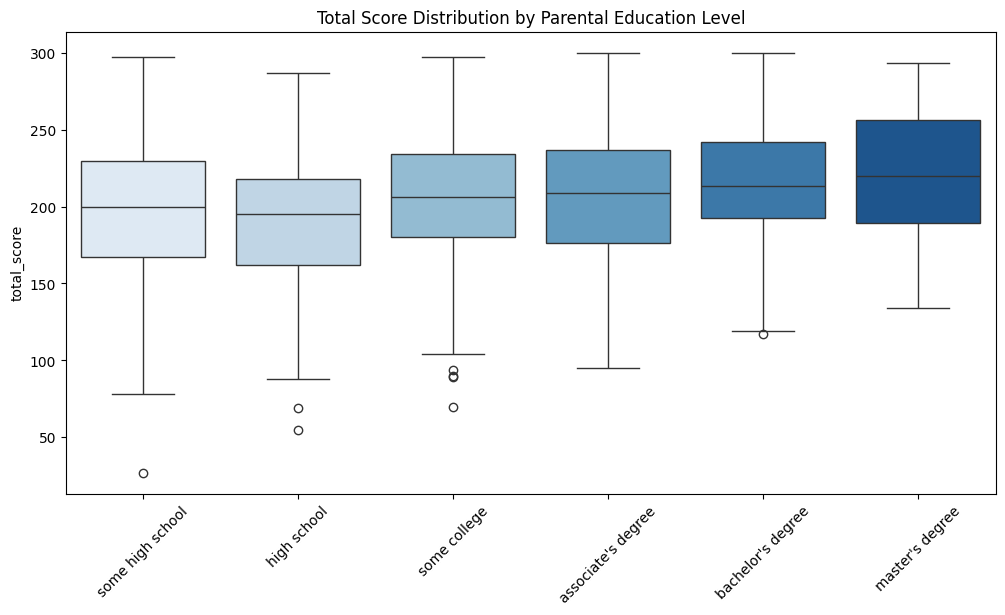 Total Score Distribution by Parental Education Level
300
250
200
150
100
50
total_score
some high school
high school
some college
associate's degree
bachelor's degree
master's degree